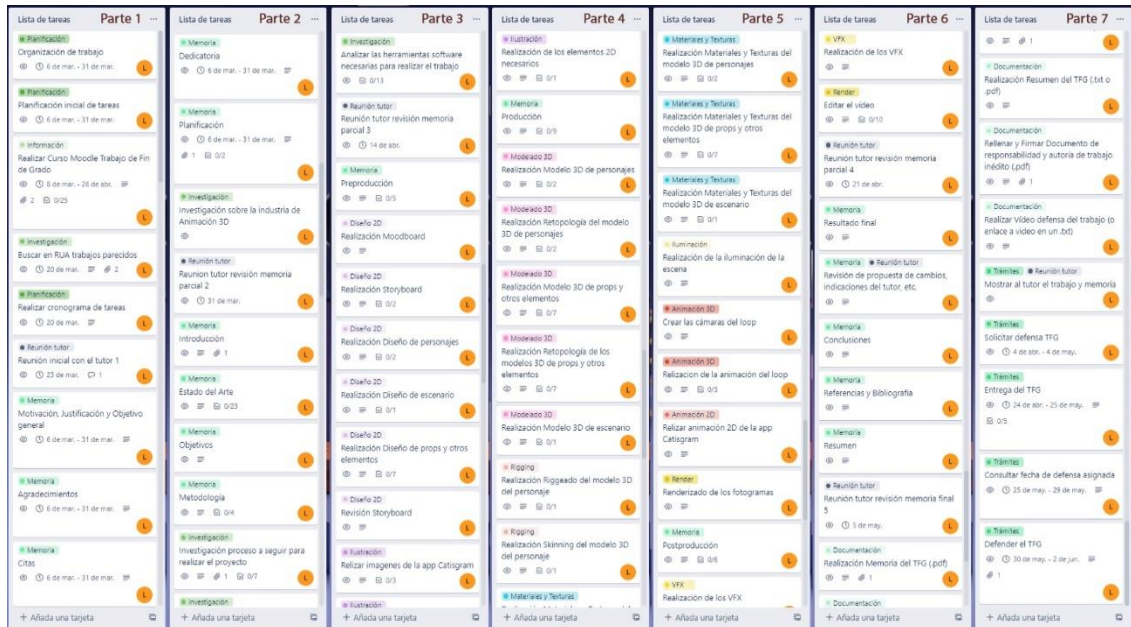 Lista de tareas Parte 1
Planificación
Organización de trabajo
6 de mar. - 31 de mar.
L
Planificación
Planificación inicial de tareas
6 de mar. - 31 de mar.
L
Información
Realizar Curso Moodle Trabajo de Fin
de Grado
8 de mar. - 26 de abr.
2 0/25
L
Investigación
Buscar en RUA trabajos parecidos
20 de mar. 2
L
Planificación
Realizar cronograma de tareas
20 de mar.
L
Reunión tutor
Reunión inicial con el tutor 1
23 de mar. 1
L
Memoria
Motivación, Justificación y Objetivo
general
6 de mar. - 31 de mar.
L
Memoria
Agradecimientos
6 de mar. - 31 de mar.
L
Memoria
Citas
6 de mar. - 31 de mar.
L
+ Añada una tarjeta
Lista de tareas Parte 2
Memoria
Dedicatoria
6 de mar. - 31 de mar.
L
Memoria
Planificación
6 de mar. - 31 de mar.
1 0/2
L
Investigación
Investigación sobre la industria de
Animación 3D
L
Reunión tutor
Reunion tutor revisión memoria
parcial 2
31 de mar.
L
Memoria
Introducción
1
L
Memoria
Estado del Arte
0/23
L
Memoria
Objetivos
L
Memoria
Metodología
0/4
L
Investigación
Investigación proceso a seguir para
realizar el proyecto
1 0/7
L
Investigación
+ Añada una tarjeta
Lista de tareas Parte 3
Investigación
Analizar las herramientas software
necesarias para realizar el trabajo
0/13
L
Reunión tutor
Reunión tutor revisión memoria
parcial 3
14 de abr.
L
Memoria
Preproducción
0/5
L
Diseño 2D
Realización Moodboard
L
Diseño 2D
Realización Storyboard
0/2
L
Diseño 2D
Realización Diseño de personajes
0/2
L
Diseño 2D
Realización Diseño de escenario
0/1
L
Diseño 2D
Realización Diseño de props y otros
elementos
0/7
L
Diseño 2D
Revisión Storyboard
L
Ilustración
Relizar imagenes de la app Catisgram
0/3
L
Ilustración
+ Añada una tarjeta
Lista de tareas Parte 4
Ilustración
Realización de los elementos 2D
necesarios
0/1
L
Memoria
Producción
0/9
L
Modelado 3D
Realización Modelo 3D de personajes
0/2
L
Modelado 3D
Realización Retopología del modelo
3D de personajes
0/2
L
Modelado 3D
Realización Modelo 3D de props y
otros elementos
0/7
L
Modelado 3D
Realización Retopología de los
modelos 3D de props y otros
elementos
0/7
L
Modelado 3D
Realización Modelo 3D de escenario
0/1
L
Rigging
Realización Riggeado del modelo 3D
del personaje
0/1
L
Rigging
Realización Skinning del modelo 3D
del personaje
0/1
L
Materiales y Texturas
+ Añada una tarjeta
Lista de tareas Parte 5
Materiales y Texturas
Realización Materiales y Texturas del
modelo 3D de personajes
0/2
L
Materiales y Texturas
Realización Materiales y Texturas del
modelo 3D de props y otros
elementos
0/7
L
Materiales y Texturas
Realización Materiales y Texturas del
modelo 3D de escenario
0/1
L
Iluminación
Realización de la iluminación de la
escena
L
Animación 3D
Crear las cámaras del loop
L
Animación 3D
Relizacion de la animación del loop
0/3
L
Animación 2D
Relizar animación 2D de la app
Catisgram
L
Render
Renderizado de los fotogramas
L
Memoria
Postproducción
0/6
L
VFX
Realización de los VFX
+ Añada una tarjeta
Lista de tareas Parte 6
VFX
Realización de los VFX
L
Render
Editar el vídeo
0/10
L
Reunión tutor
Reunión tutor revisión memoria
parcial 4
21 de abr.
L
Memoria
Resultado final
L
Memoria Reunión tutor
Revisión de propuesta de cambios,
indicaciones del tutor, etc.
L
Memoria
Conclusiones
L
Memoria
Referencias y Bibliografía
L
Memoria
Resumen
L
Reunión tutor
Reunión tutor revisión memoria final
5
5 de may.
L
Documentación
Realización Memoria del TFG (.pdf)
1
L
Documentación
+ Añada una tarjeta
Lista de tareas Parte 7
1
L
Documentación
Realización Resumen del TFG (.txt o
.pdf)
L
Documentación
Rellenar y Firmar Documento de
responsabilidad y autoría de trabajo
inédito (.pdf)
1
L
Documentación
Realizar Vídeo defensa del trabajo (o
enlace a video en un .txt)
L
Trámites Reunión tutor
Mostrar al tutor el trabajo y memoria
L
Trámites
Solicitar defensa TFG
4 de abr. - 4 de may.
L
Trámites
Entrega del TFG
24 de abr. - 25 de may.
0/5
L
Trámites
Consultar fecha de defensa asignada
25 de may. - 29 de may.
L
Trámites
Defender el TFG
30 de may. - 2 de jun.
1
L
+ Añada una tarjeta